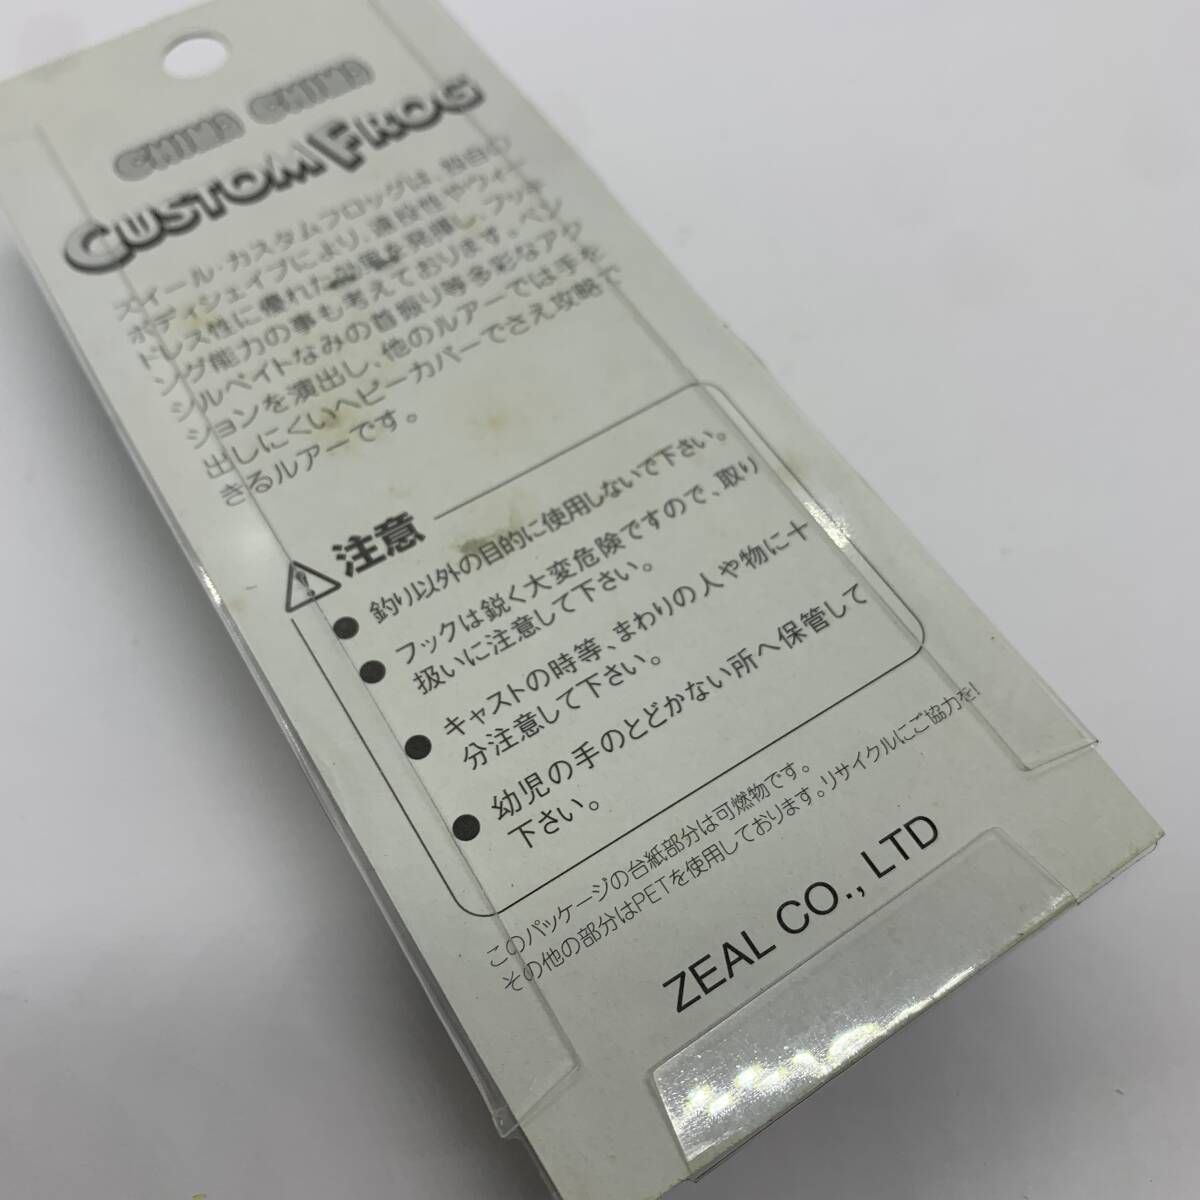 CHIMA CHIMA
CUSTOM FROG
ズイール・カスタムフロッグは、独自の
ボディシェイプにより、遠投性やウィー
ドレス性に優れた効果を発揮し、フッキ
ング能力の事も考えております。ペン
シルベイトなみの首振り等多彩なアク
ションを演出し、他のルアーでは手を
出しにくいヘビーカバーでさえ攻略で
きるルアーです。
注意
● 釣り以外の目的に使用しないで下さい。
● フックは鋭く大変危険ですので、取り
扱いに注意して下さい。
● キャストの時等、まわりの人や物に十
分注意して下さい。
● 幼児の手のとどかない所へ保管して
下さい。
このパッケージの台紙部分は可燃物です。
その他の部分はPETを使用しております。リサイクルにご協力を!
ZEAL CO., LTD